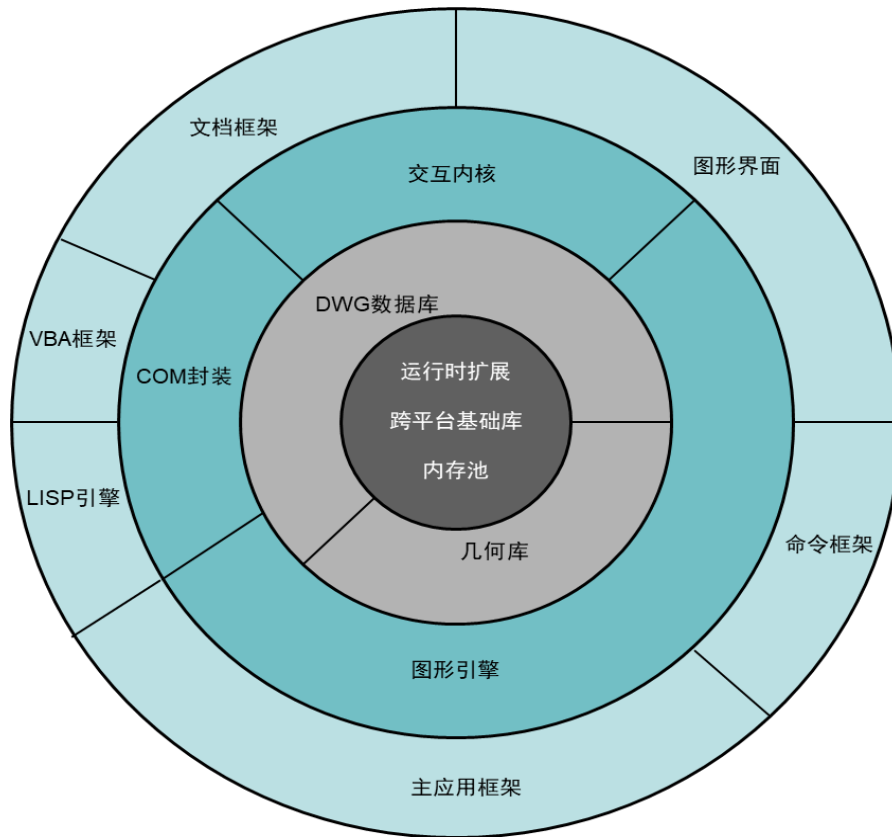 文档框架
图形界面
交互内核
DWG数据库
VBA框架
COM封装
运行时扩展
跨平台基础库
内存池
LISP引擎
几何库
命令框架
图形引擎
主应用框架